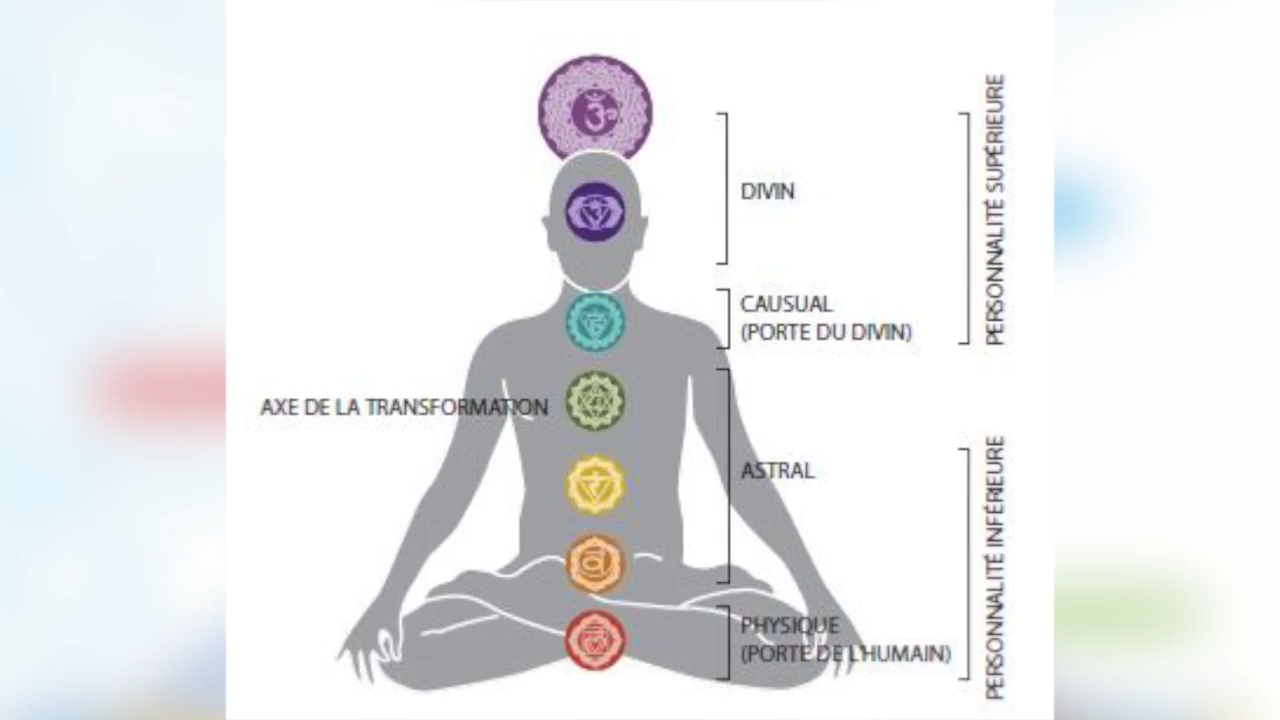 DIVIN
CAUSUAL
(PORTE DU DIVIN)
PERSONNALITÉ SUPÉRIEURE
AXE DE LA TRANSFORMATION
ASTRAL
PHYSIQUE
(PORTE DE L'HUMAIN)
PERSONNALITÉ INFÉRIEURE